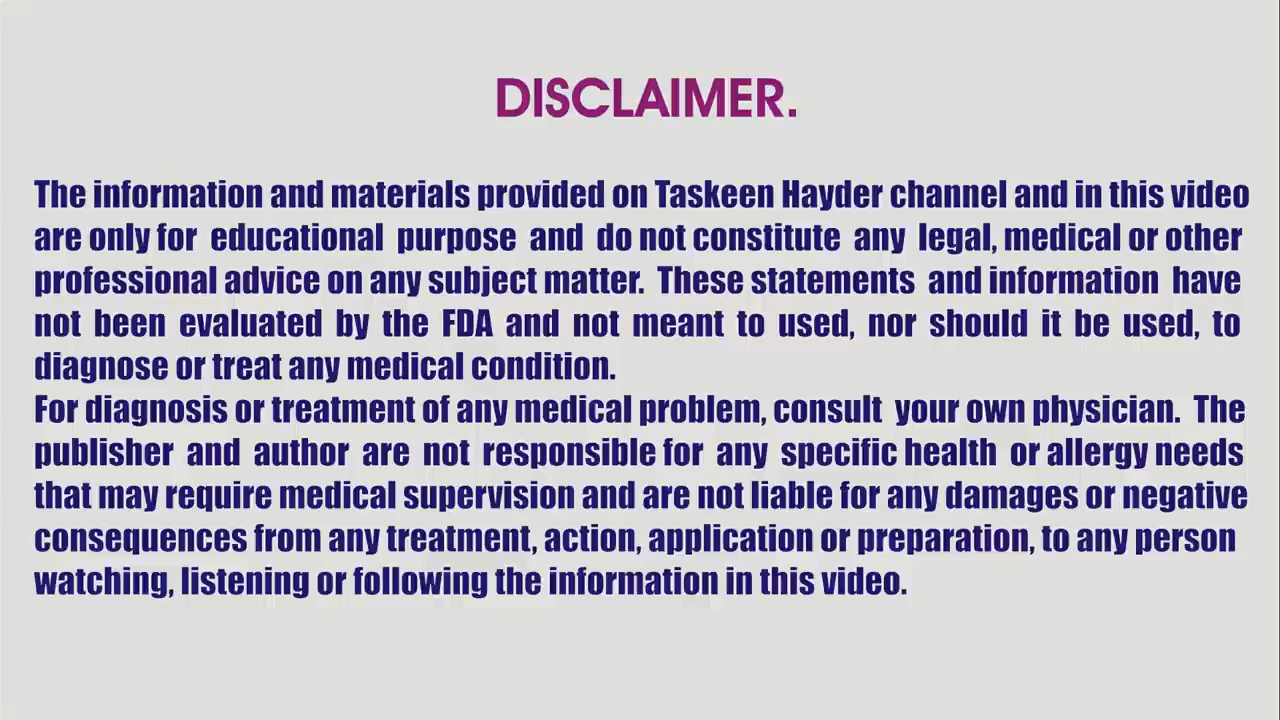 DISCLAIMER.
The information and materials provided on Taskeen Hayder channel and in this video
are only for educational purpose and do not constitute any legal, medical or other
professional advice on any subject matter. These statements and information have
not been evaluated by the FDA and not meant to used, nor should it be used, to
diagnose or treat any medical condition.
For diagnosis or treatment of any medical problem, consult your own physician. The
publisher and author are not responsible for any specific health or allergy needs
that may require medical supervision and are not liable for any damages or negative
consequences from any treatment, action, application or preparation, to any person
watching, listening or following the information in this video.